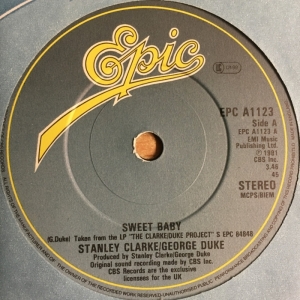 Epic
EPC A1123
Side A
EPC A1123 A
EMI Music
Publishing Ltd.
℗ 1981
CBS Inc.
3.46
45
STEREO
MCPS/BIEM
SWEET BABY
(G.Duke) Taken from the LP "THE CLARKE/DUKE PROJECT" S EPC 84848
STANLEY CLARKE/GEORGE DUKE
Produced by Stanley Clarke/George Duke
Original sound recording made by CBS Inc.
CBS Records are the exclusive
licensees for the UK